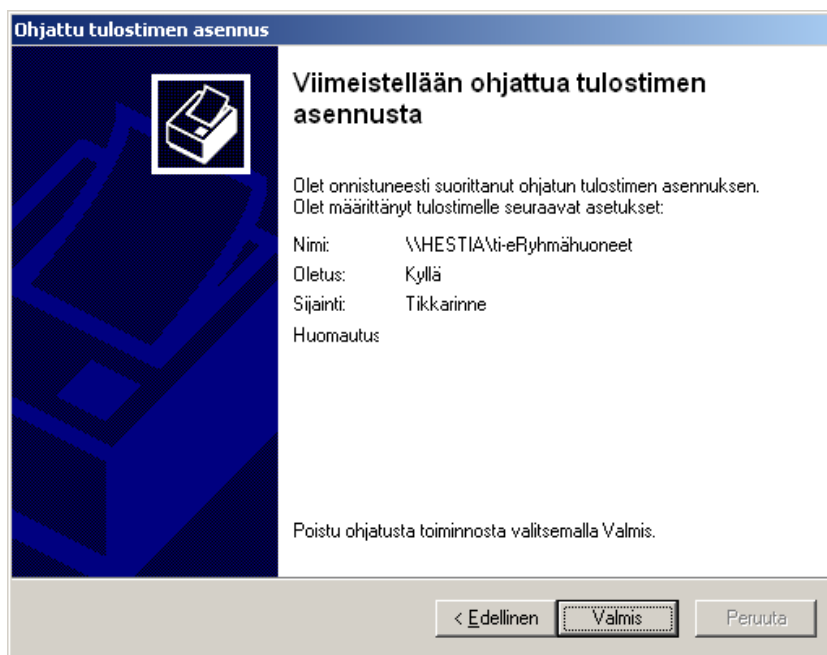 Ohjattu tulostimen asennus
Viimeistellään ohjattua tulostimen
asennusta
Olet onnistuneesti suorittanut ohjatun tulostimen asennuksen.
Olet määrittänyt tulostimelle seuraavat asetukset:
Nimi: \\HESTIA\ti-eRyhmähuoneet
Oletus: Kyllä
Sijainti: Tikkarinne
Huomautus
Poistu ohjatusta toiminnosta valitsemalla Valmis.
< Edellinen Valmis Peruuta